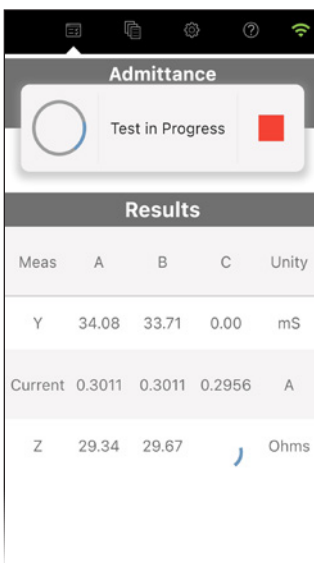 Admittance
Test in Progress
Results
Meas A B C Unity
Y 34.08 33.71 0.00 mS
Current 0.3011 0.3011 0.2956 A
Z 29.34 29.67 Ohms